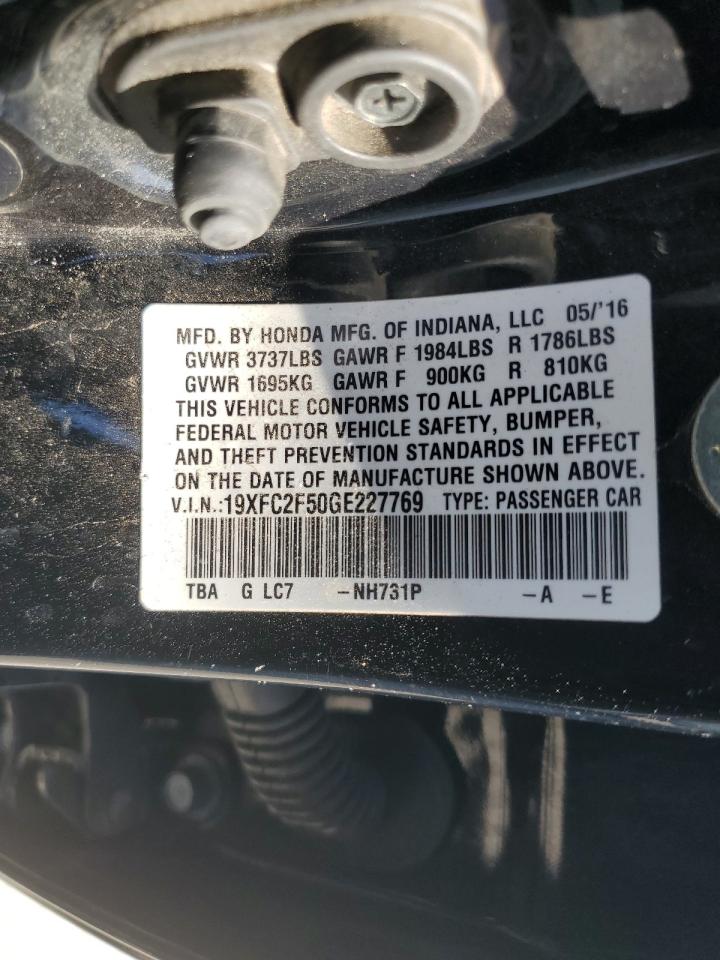 MFD. BY HONDA MFG. OF INDIANA, LLC 05/'16
GVWR 3737LBS GAWR F 1984LBS R 1786LBS
GVWR 1695KG GAWR F 900KG R 810KG
THIS VEHICLE CONFORMS TO ALL APPLICABLE
FEDERAL MOTOR VEHICLE SAFETY, BUMPER,
AND THEFT PREVENTION STANDARDS IN EFFECT
ON THE DATE OF MANUFACTURE SHOWN ABOVE.
V.I.N.:19XFC2F50GE227769 TYPE: PASSENGER CAR
TBA G LC7 -NH731P -A -E